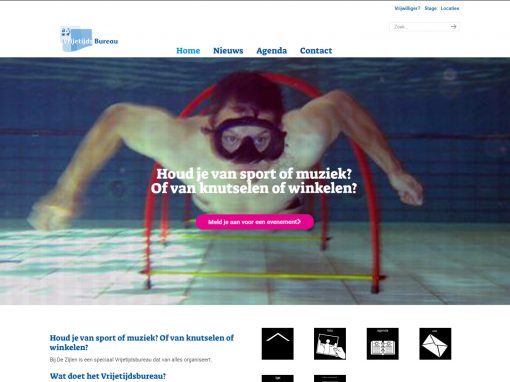 Vrijwilliger? Stage Locaties
Zoek...
Vrijetijds Bureau
Home Nieuws Agenda Contact
Houd je van sport of muziek?
Of van knutselen of winkelen?
Meld je aan voor een evenement
Houd je van sport of muziek? Of van knutselen of
winkelen?
Bij De Zijlen is een speciaal Vrijetijdsbureau dat van alles organiseert.
Wat doet het Vrijetijdsbureau?
agenda